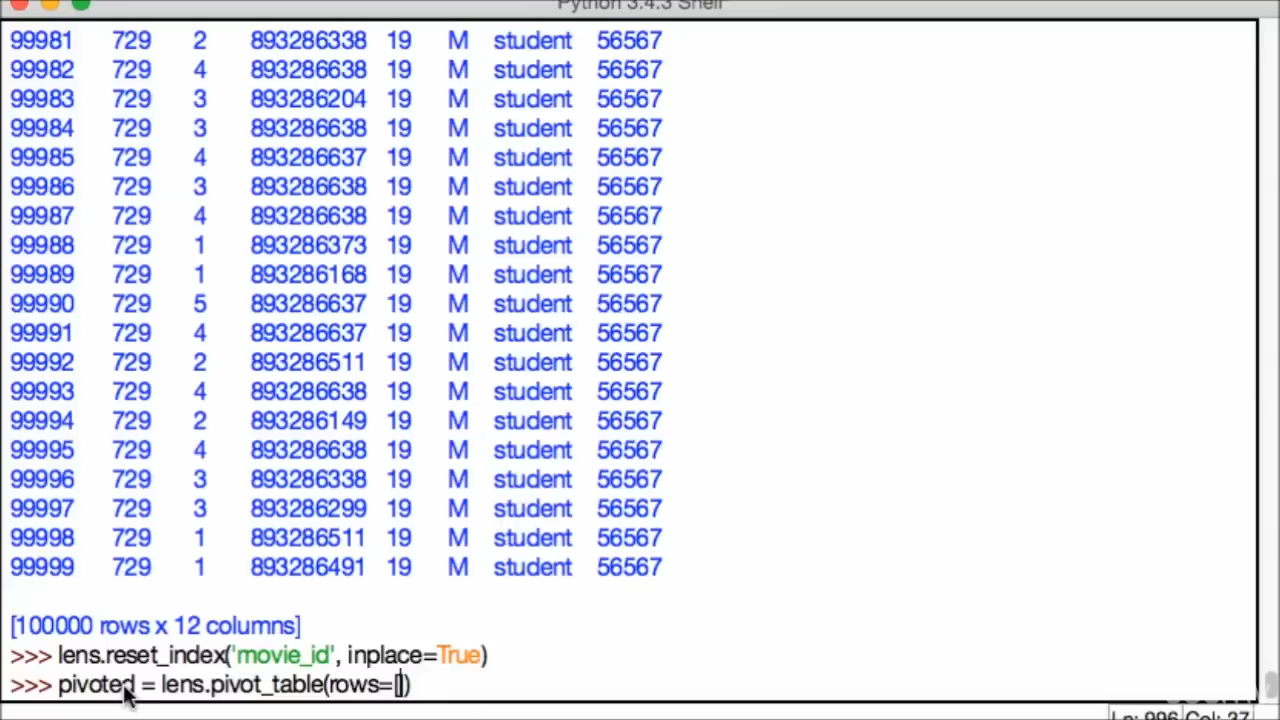 Python 3.4.3 Shell
99981 729 2 893286338 19 M student 56567
99982 729 4 893286638 19 M student 56567
99983 729 3 893286204 19 M student 56567
99984 729 3 893286638 19 M student 56567
99985 729 4 893286637 19 M student 56567
99986 729 3 893286638 19 M student 56567
99987 729 4 893286638 19 M student 56567
99988 729 1 893286373 19 M student 56567
99989 729 1 893286168 19 M student 56567
99990 729 5 893286637 19 M student 56567
99991 729 4 893286637 19 M student 56567
99992 729 2 893286511 19 M student 56567
99993 729 4 893286638 19 M student 56567
99994 729 2 893286149 19 M student 56567
99995 729 4 893286638 19 M student 56567
99996 729 3 893286338 19 M student 56567
99997 729 3 893286299 19 M student 56567
99998 729 1 893286511 19 M student 56567
99999 729 1 893286491 19 M student 56567
[100000 rows x 12 columns]
>>> lens.reset_index('movie_id', inplace=True)
>>> pivoted = lens.pivot_table(rows=[])
Ln: 996 Col: 37